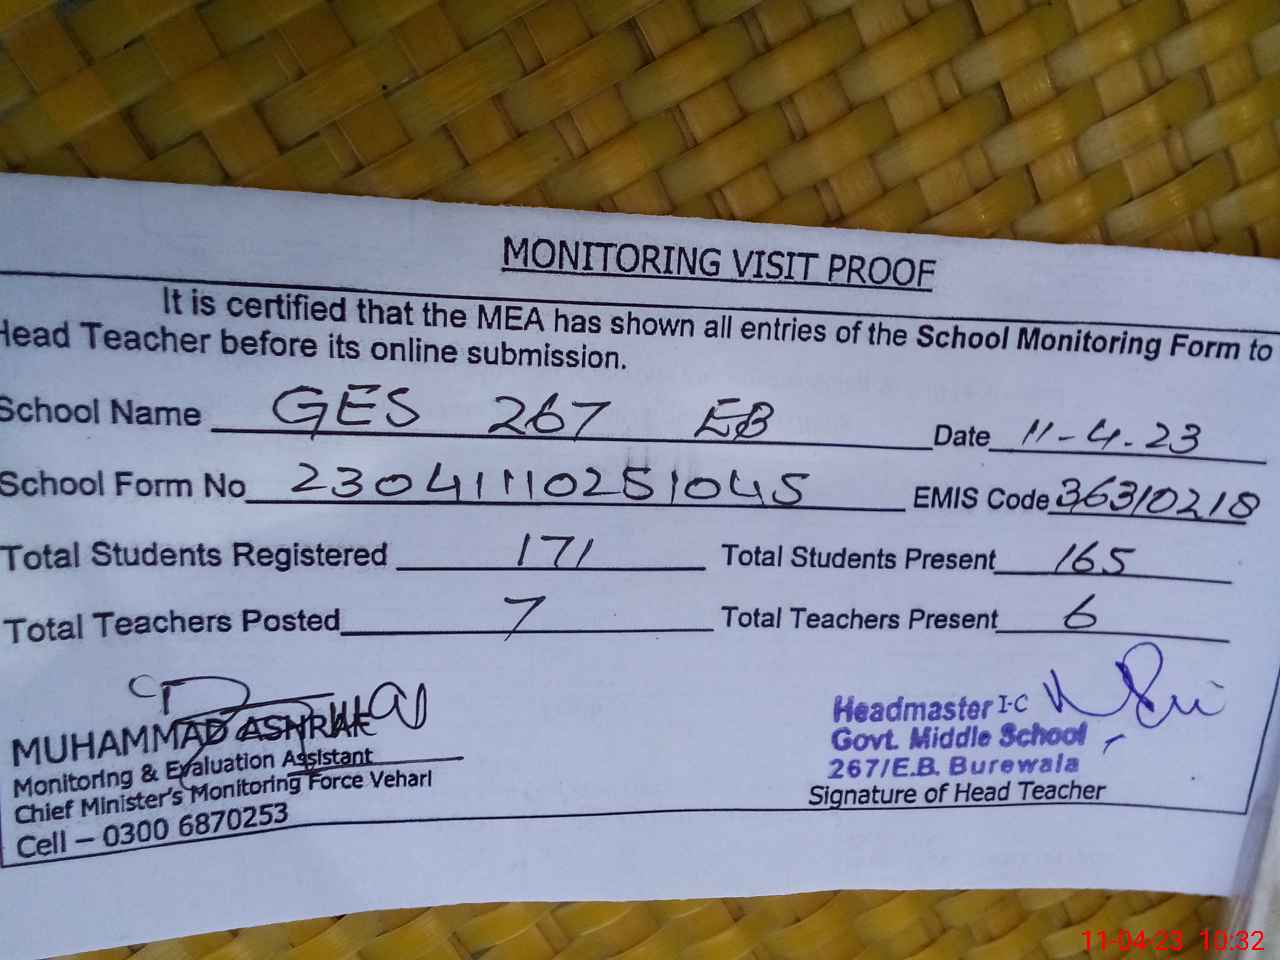 MONITORING VISIT PROOF
It is certified that the MEA has shown all entries of the School Monitoring Form to
Head Teacher before its online submission.
School Name GES 267 EB Date 11-4-23
School Form No 23041110251045 EMIS Code 36310218
Total Students Registered 171 Total Students Present 165
Total Teachers Posted 7 Total Teachers Present 6
MUHAMMAD ASHRAF
Monitoring & Evaluation Assistant
Chief Minister's Monitoring Force Vehari
Cell – 0300 6870253
Headmaster I-C
Govt. Middle School
267/E.B. Burewala
Signature of Head Teacher
11-04-23 10:32